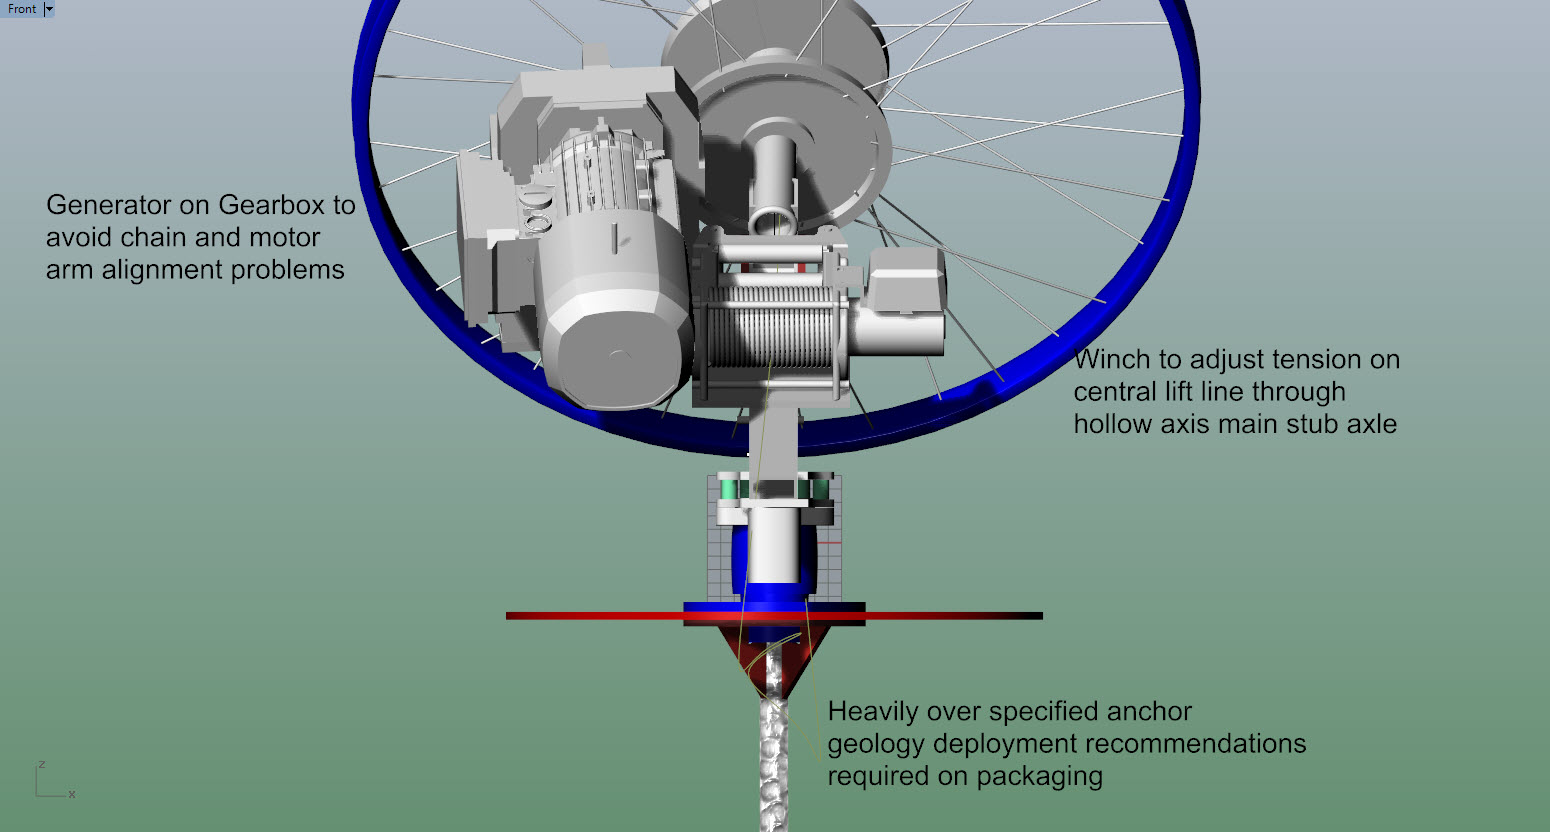 Front
Generator on Gearbox to
avoid chain and motor
arm alignment problems
Winch to adjust tension on
central lift line through
hollow axis main stub axle
Heavily over specified anchor
geology deployment recommendations
required on packaging
z
x